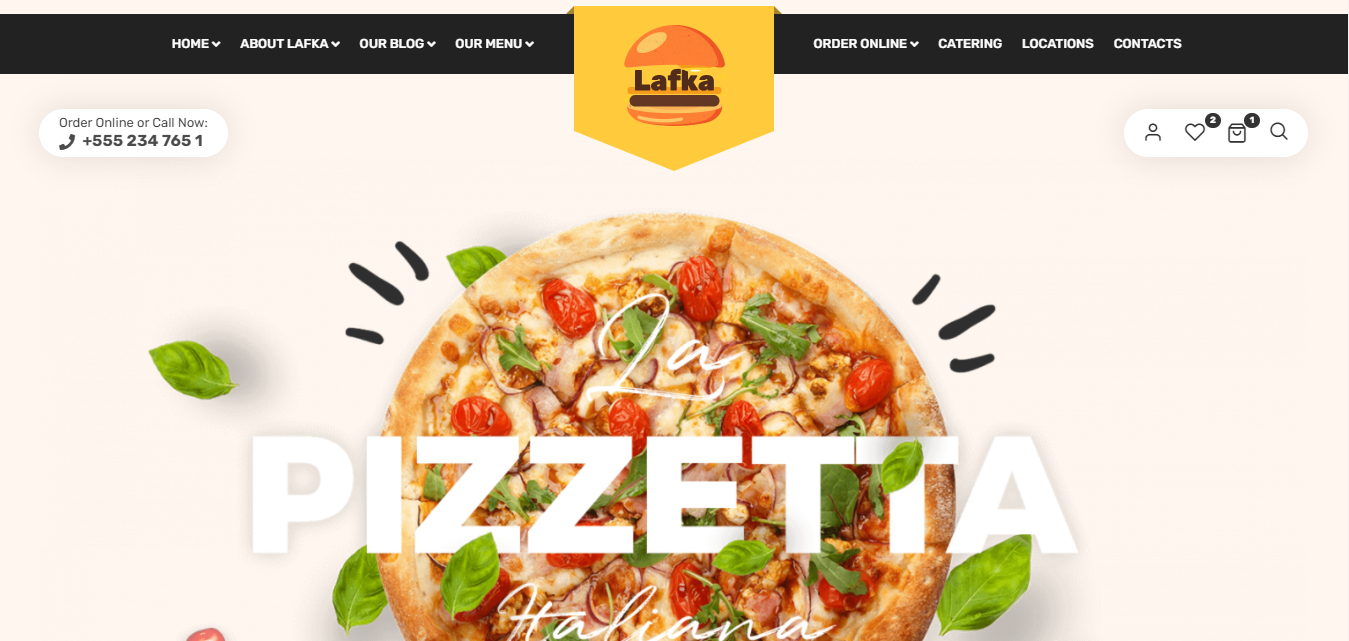 HOME ABOUT LAFKA OUR BLOG OUR MENU
Lafka
ORDER ONLINE CATERING LOCATIONS CONTACTS
Order Online or Call Now:
+555 234 765 1
2 1
La
PIZZETTA
Italiana